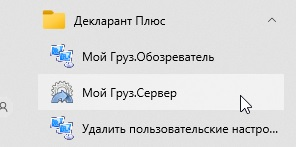 Декларант Плюс
Мой Груз.Обозреватель
Мой Груз.Сервер
Удалить пользовательские настро...